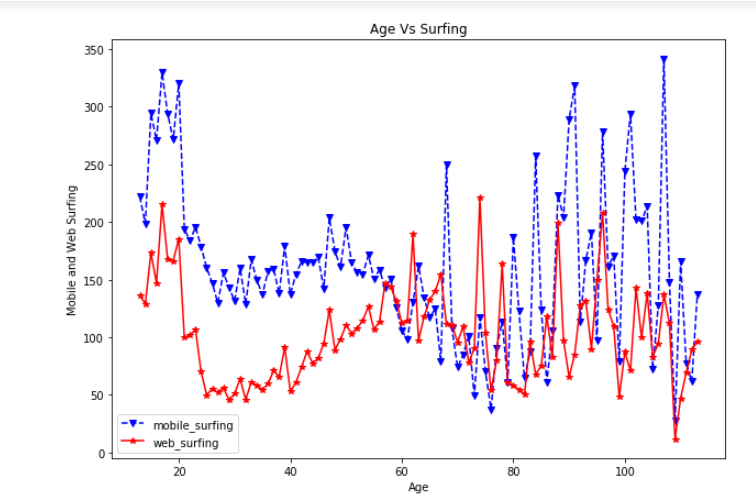 Age Vs Surfing
350
300
250
200
150
100
50
0
Mobile and Web Surfing
mobile_surfing
web_surfing
20 40 60 80 100
Age